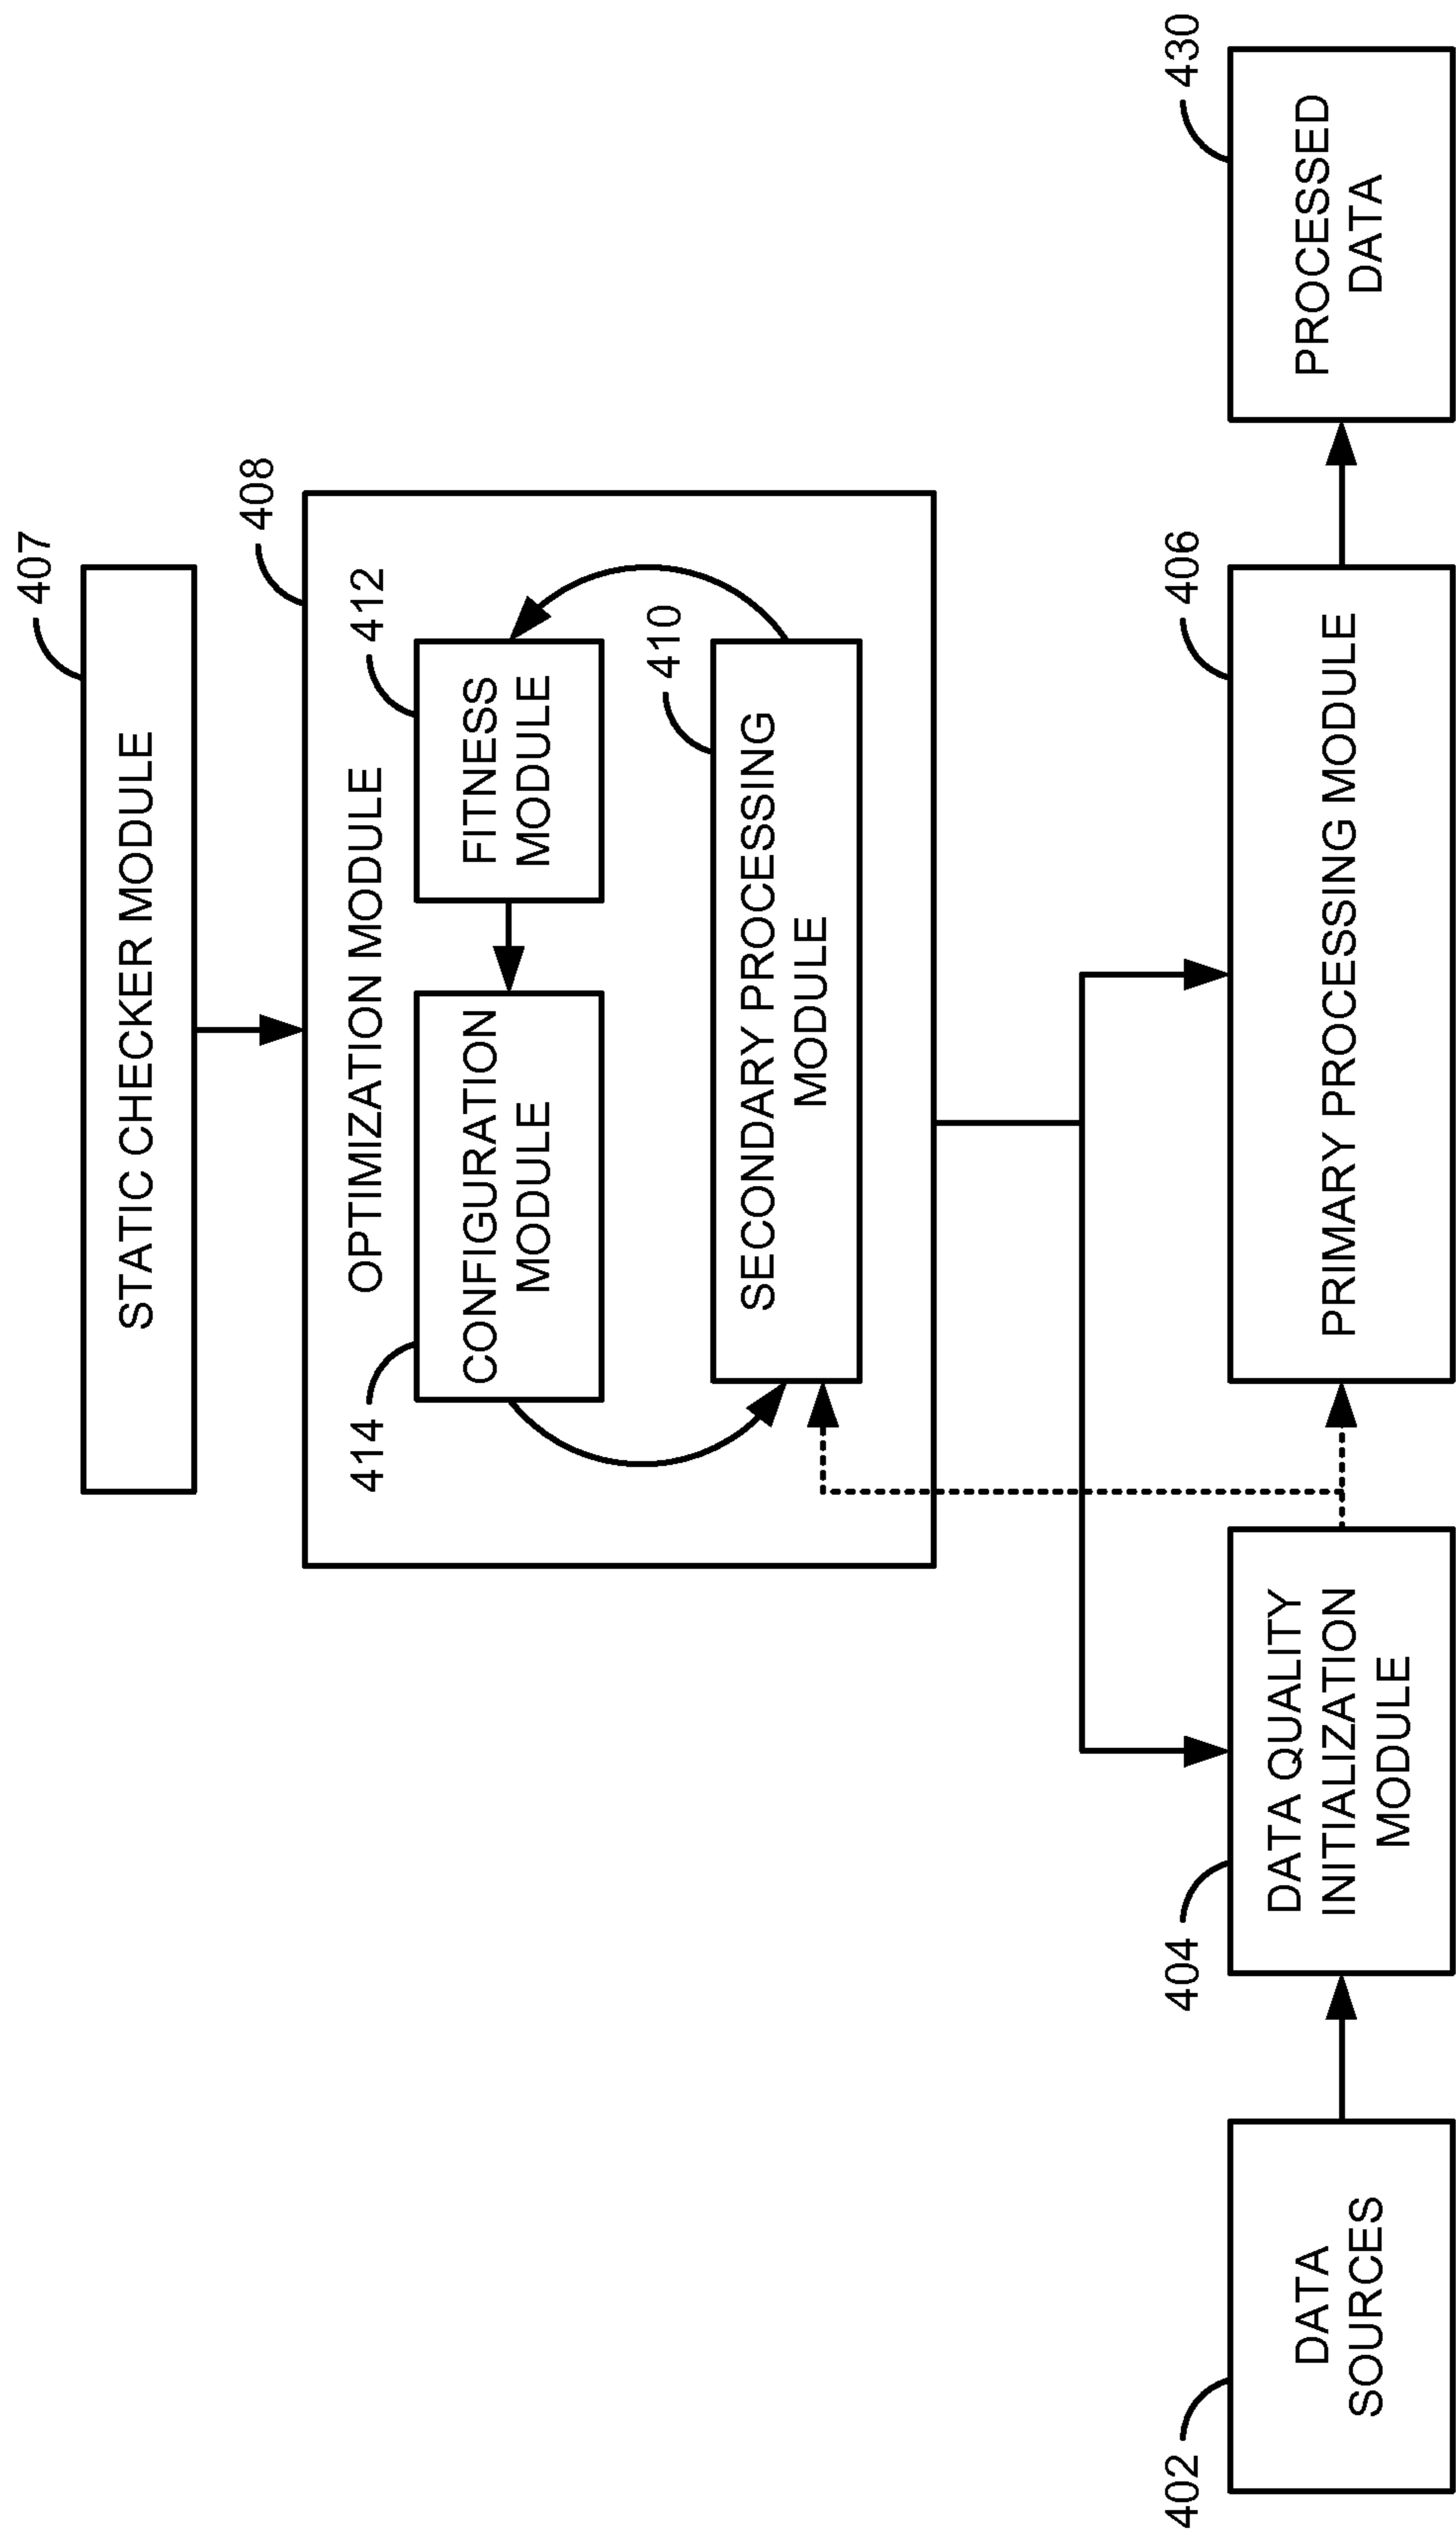 407
STATIC CHECKER MODULE
408
OPTIMIZATION MODULE
414
CONFIGURATION
MODULE
412
FITNESS
MODULE
410
SECONDARY PROCESSING
MODULE
402
DATA
SOURCES
404
DATA QUALITY
INITIALIZATION
MODULE
406
PRIMARY PROCESSING MODULE
430
PROCESSED
DATA